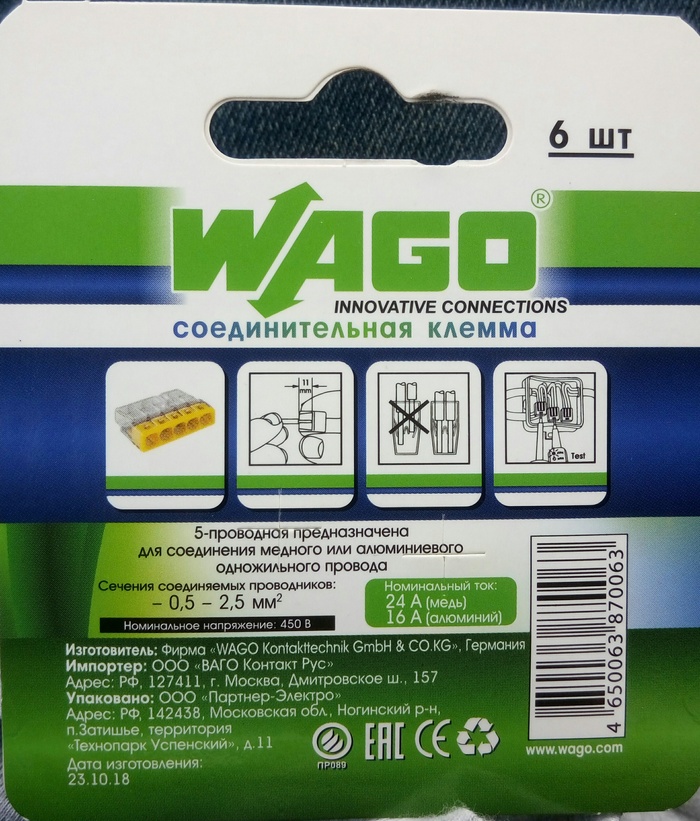 6 шт
WAGO®
INNOVATIVE CONNECTIONS
соединительная клемма
11
mm
Test
5-проводная предназначена
для соединения медного или алюминиевого
одножильного провода
Сечения соединяемых проводников:
– 0,5 – 2,5 мм²
Номинальное напряжение: 450 В
Номинальный ток:
24 А (медь)
16 А (алюминий)
Изготовитель: Фирма «WAGO Kontakttechnik GmbH & CO.KG», Германия
Импортер: ООО «ВАГО Контакт Рус»
Адрес: РФ, 127411, г. Москва, Дмитровское ш., 157
Упаковано: ООО «Партнер-Электро»
Адрес: РФ, 142438, Московская обл., Ногинский р-н,
п.Затишье, территория
«Технопарк Успенский», д.11
Дата изготовления:
23.10.18
ПР089
EAC CE
4 650063 870063
www.wago.com